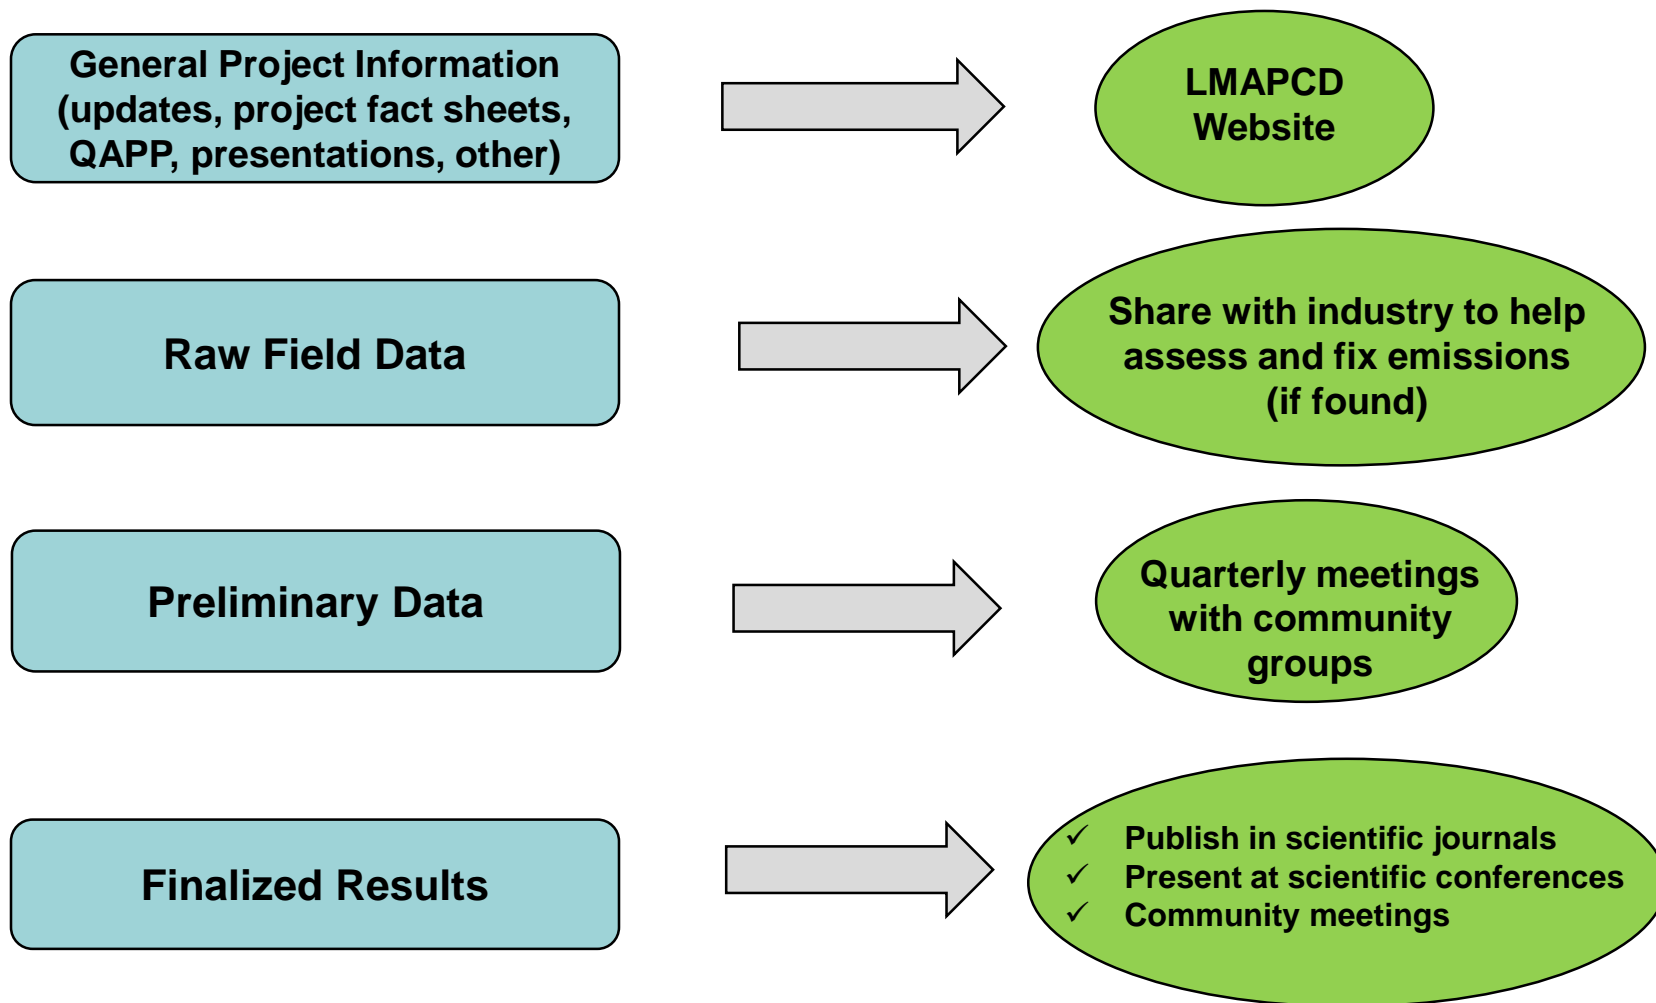 General Project Information
(updates, project fact sheets,
QAPP, presentations, other)
LMAPCD
Website
Raw Field Data
Share with industry to help
assess and fix emissions
(if found)
Preliminary Data
Quarterly meetings
with community
groups
Finalized Results
✓ Publish in scientific journals
✓ Present at scientific conferences
✓ Community meetings